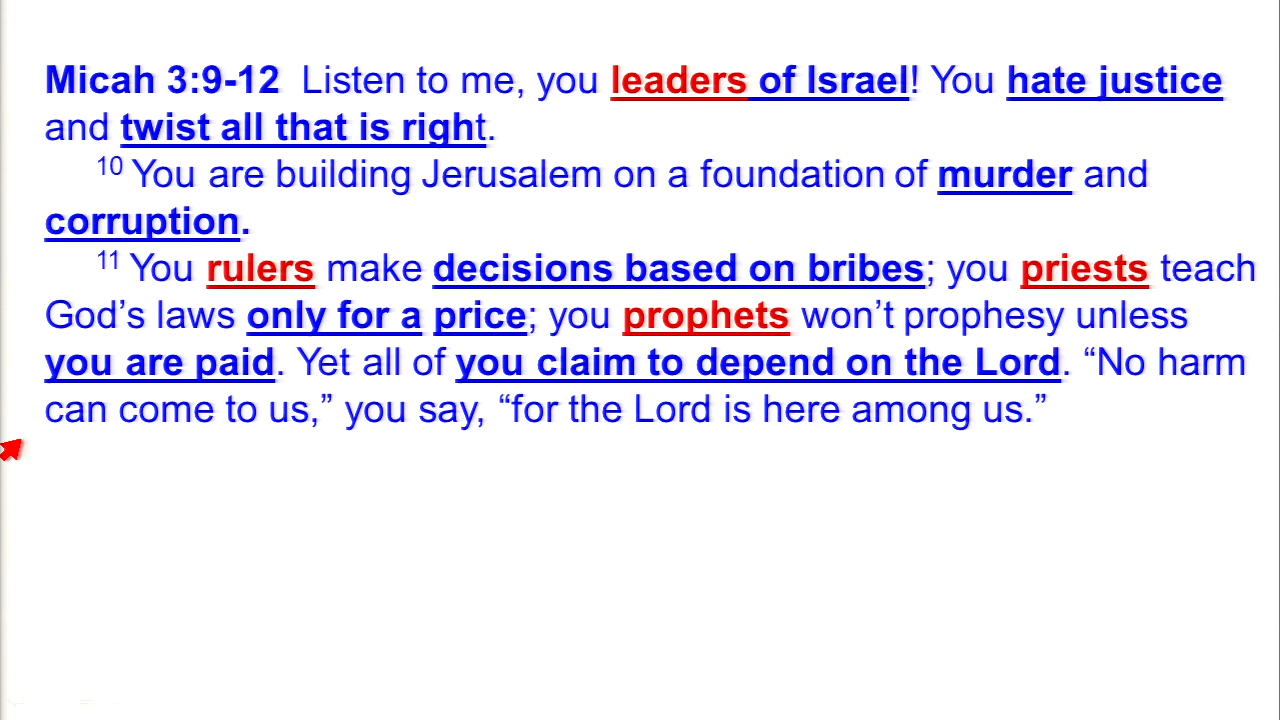 Micah 3:9-12 Listen to me, you leaders of Israel! You hate justice
and twist all that is right.
10 You are building Jerusalem on a foundation of murder and
corruption.
11 You rulers make decisions based on bribes; you priests teach
God’s laws only for a price; you prophets won’t prophesy unless
you are paid. Yet all of you claim to depend on the Lord. “No harm
can come to us,” you say, “for the Lord is here among us.”